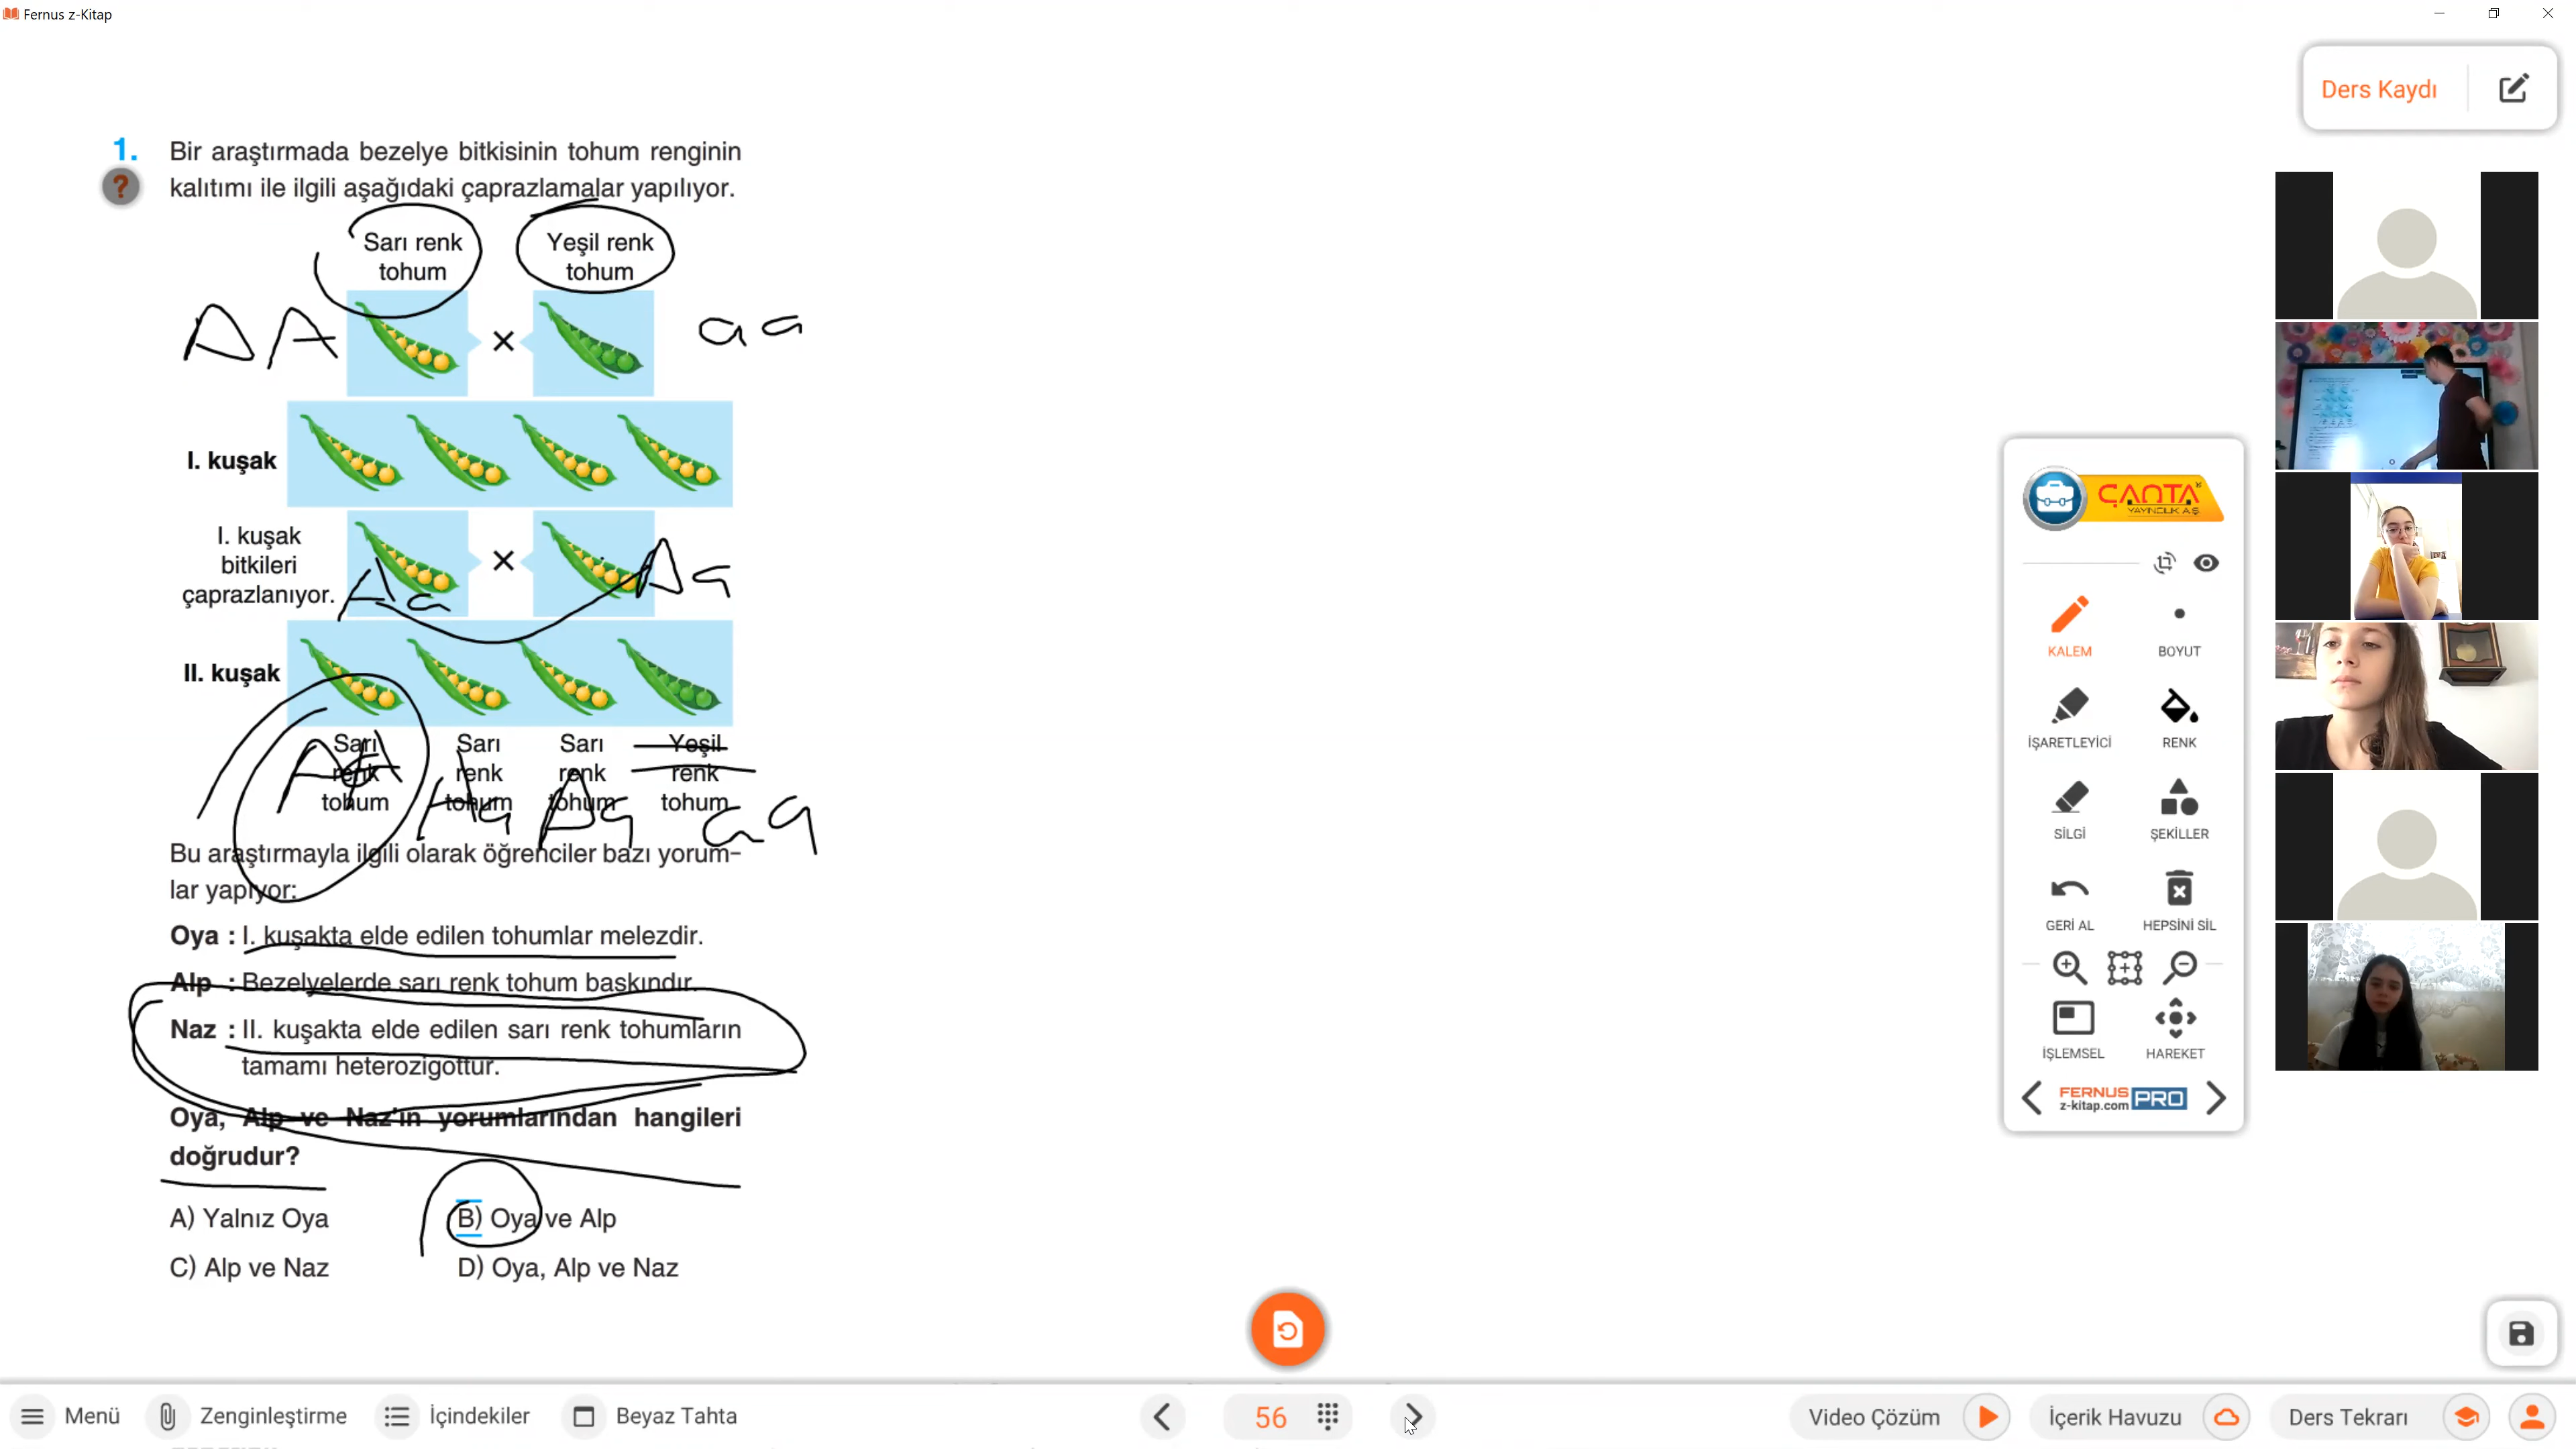 Fernus z-Kitap
Ders Kaydı
1. Bir araştırmada bezelye bitkisinin tohum renginin
kalıtımı ile ilgili aşağıdaki çaprazlamalar yapılıyor.
?
Sarı renk
tohum
Yeşil renk
tohum
AA
×
aa
I. kuşak
I. kuşak
bitkileri
çaprazlanıyor.
Aa
×
Aa
II. kuşak
Sarı
renk
tohum
Sarı
renk
tohum
Sarı
renk
tohum
Yeşil
renk
tohum
AA
Aa
Aa
aa
Bu araştırmayla ilgili olarak öğrenciler bazı yorum-
lar yapıyor:
Oya : I. kuşakta elde edilen tohumlar melezdir.
Alp : Bezelyelerde sarı renk tohum baskındır.
Naz : II. kuşakta elde edilen sarı renk tohumların
tamamı heterozigottur.
Oya, Alp ve Naz'ın yorumlarından hangileri
doğrudur?
A) Yalnız Oya
B) Oya ve Alp
C) Alp ve Naz
D) Oya, Alp ve Naz
ÇANTA
YAYINCILIK A.Ş.
KALEM
BOYUT
İŞARETLEYİCİ
RENK
SİLGİ
ŞEKİLLER
GERİ AL
HEPSİNİ SİL
İŞLEMSEL
HAREKET
FERNUS
z-kitap.com PRO
Menü
Zenginleştirme
İçindekiler
Beyaz Tahta
56
Video Çözüm
İçerik Havuzu
Ders Tekrarı